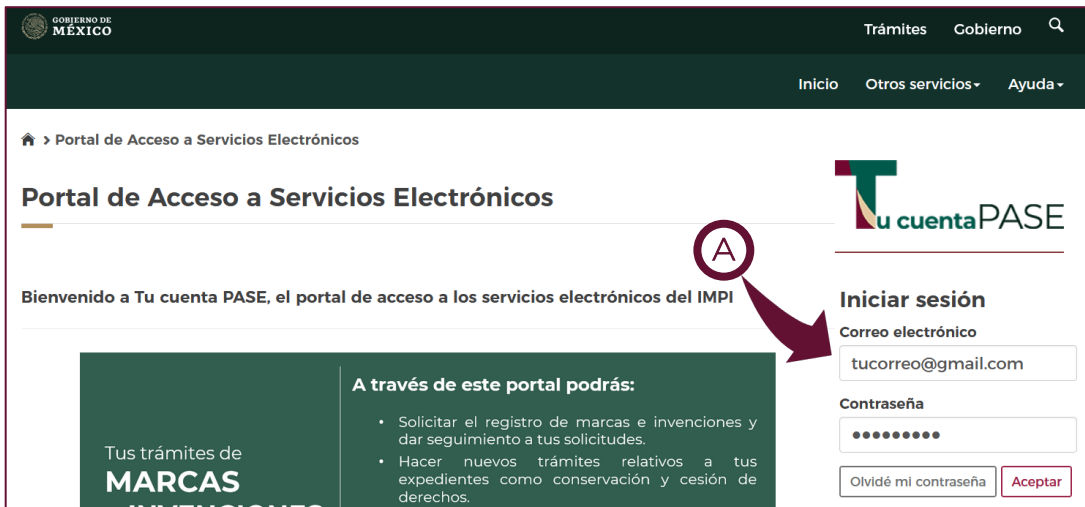 GOBIERNO DE
MÉXICO
Trámites Gobierno
Inicio Otros servicios Ayuda
Portal de Acceso a Servicios Electrónicos
Portal de Acceso a Servicios Electrónicos
Tu cuenta PASE
A
Bienvenido a Tu cuenta PASE, el portal de acceso a los servicios electrónicos del IMPI
Iniciar sesión
Correo electrónico
tucorreo@gmail.com
Contraseña
Olvidé mi contraseña Aceptar
Tus trámites de
MARCAS
INVENCIONES
A través de este portal podrás:
• Solicitar el registro de marcas e invenciones y
dar seguimiento a tus solicitudes.
• Hacer nuevos trámites relativos a tus
expedientes como conservación y cesión de
derechos.